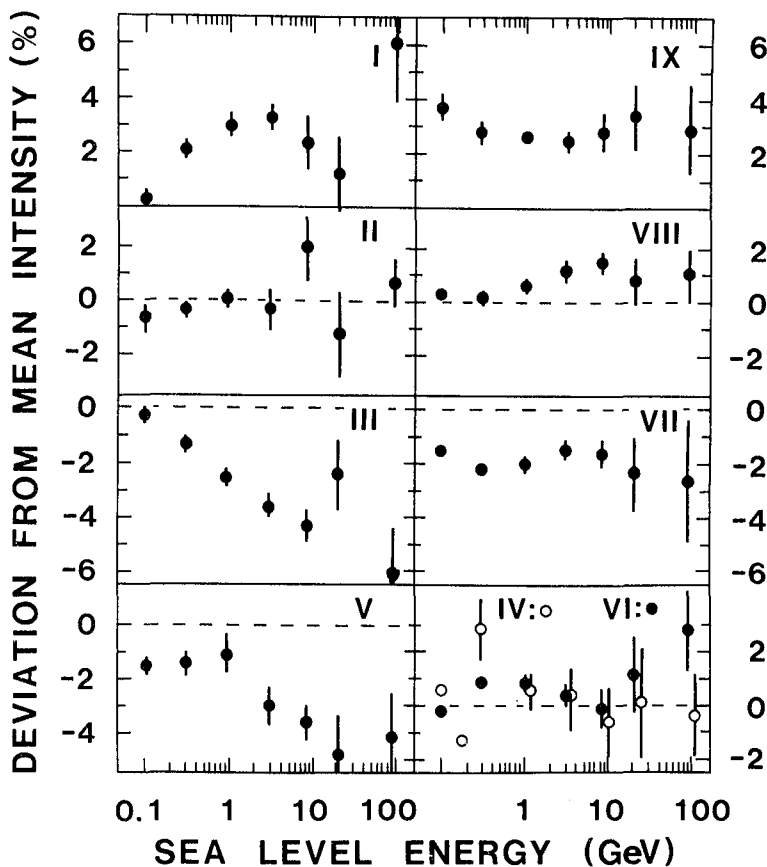 DEVIATION FROM MEAN INTENSITY (%)
6
4
2
I
IX
6
4
2
2
0
-2
II
VIII
2
0
-2
0
-2
-4
-6
III
VII
0
-2
-4
-6
0
-2
-4
V
IV:○ VI:●
2
0
-2
0.1 1 10 100 1 10 100
SEA LEVEL ENERGY (GeV)